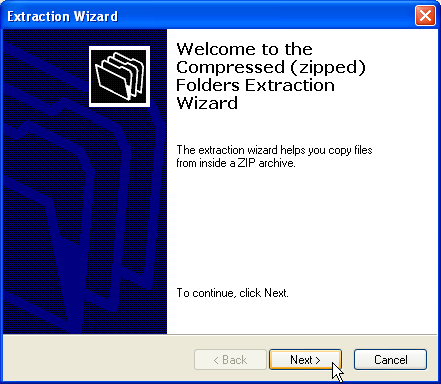 Extraction Wizard
Welcome to the
Compressed (zipped)
Folders Extraction
Wizard
The extraction wizard helps you copy files
from inside a ZIP archive.
To continue, click Next.
< Back
Next >
Cancel